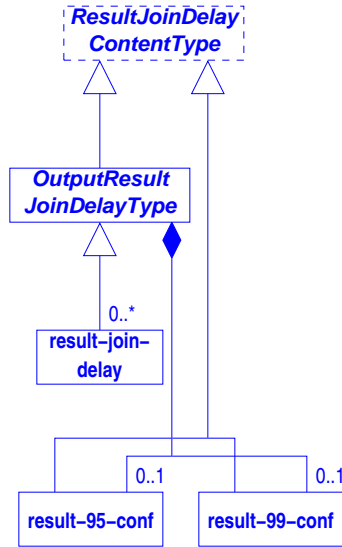 ResultJoinDelay
ContentType
OutputResult
JoinDelayType
0..*
result-join-
delay
0..1
0..1
result-95-conf
result-99-conf